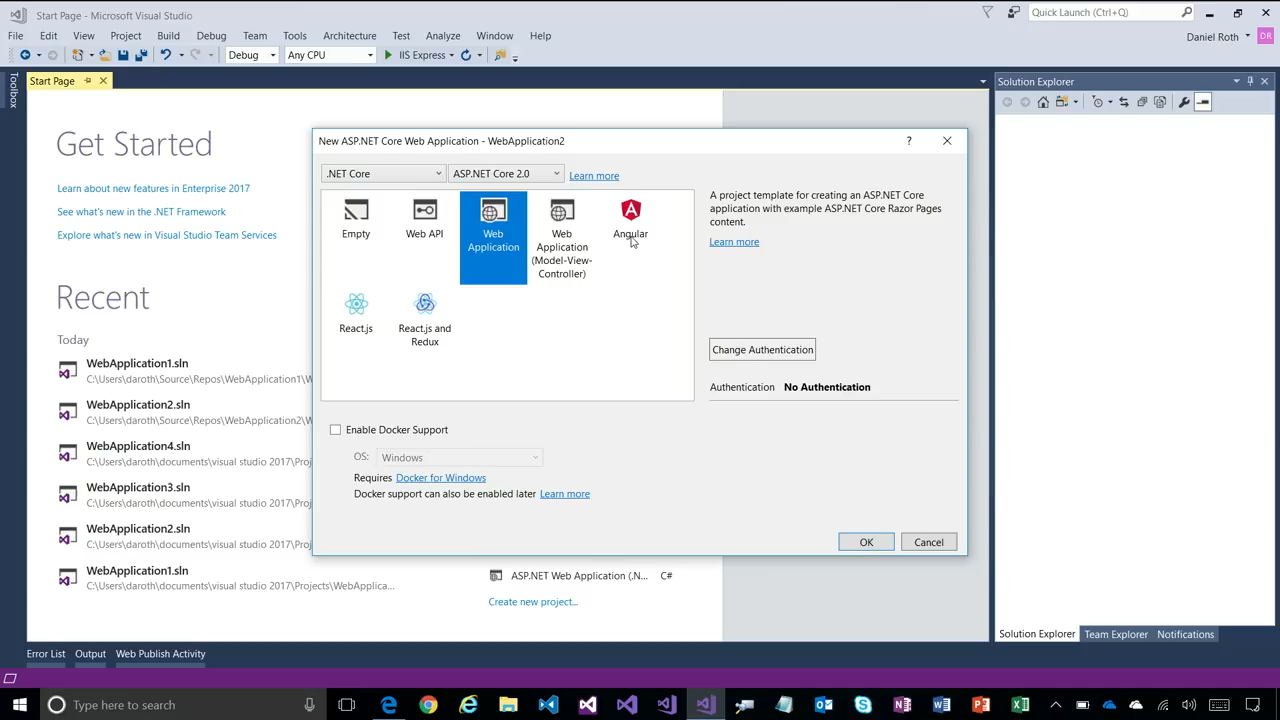 Start Page - Microsoft Visual Studio
Quick Launch (Ctrl+Q)
File Edit View Project Build Debug Team Tools Architecture Test Analyze Window Help
Daniel Roth
DR
Debug
Any CPU
IIS Express
Toolbox
Start Page
Solution Explorer
Get Started
Learn about new features in Enterprise 2017
See what's new in the .NET Framework
Explore what's new in Visual Studio Team Services
Recent
Today
WebApplication1.sln
C:\Users\daroth\Source\Repos\WebApplication1\W
WebApplication2.sln
C:\Users\daroth\Source\Repos\WebApplication2\W
WebApplication4.sln
C:\Users\daroth\documents\visual studio 2017\Proj
WebApplication3.sln
C:\Users\daroth\documents\visual studio 2017\Proj
WebApplication2.sln
C:\Users\daroth\documents\visual studio 2017\Proj
WebApplication1.sln
C:\Users\daroth\documents\visual studio 2017\Projects\WebApplica...
New ASP.NET Core Web Application - WebApplication2
?
.NET Core
ASP.NET Core 2.0
Learn more
Empty
Web API
Web
Application
Web
Application
(Model-View-
Controller)
Angular
React.js
React.js and
Redux
A project template for creating an ASP.NET Core
application with example ASP.NET Core Razor Pages
content.
Learn more
Change Authentication
Authentication No Authentication
Enable Docker Support
OS: Windows
Requires Docker for Windows
Docker support can also be enabled later Learn more
OK
Cancel
ASP.NET Web Application (.N... C#
Create new project...
Solution Explorer Team Explorer Notifications
Error List Output Web Publish Activity
Type here to search